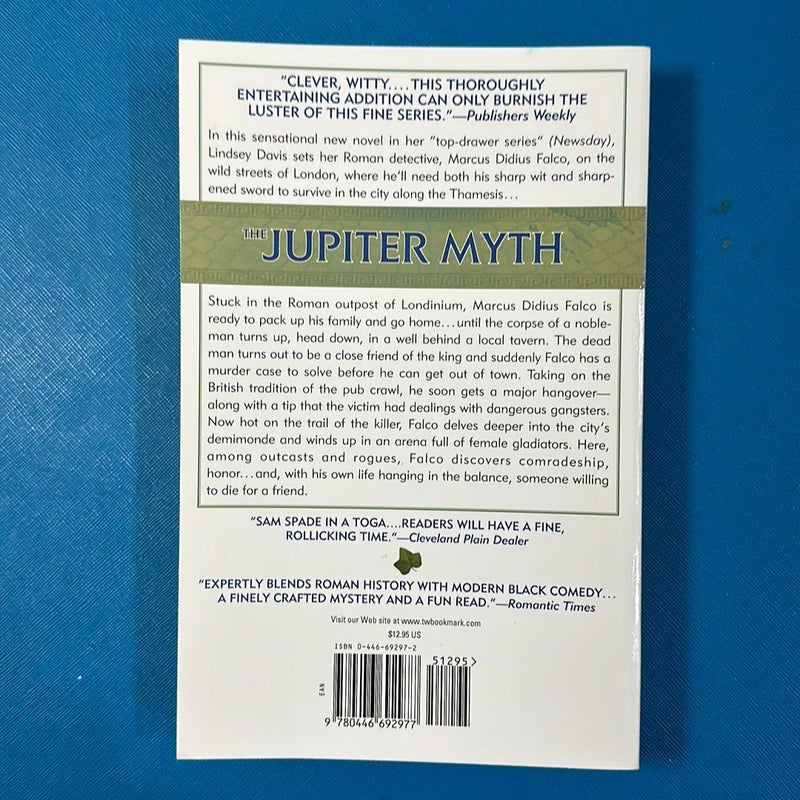 “CLEVER, WITTY....THIS THOROUGHLY
ENTERTAINING ADDITION CAN ONLY BURNISH THE
LUSTER OF THIS FINE SERIES.”—Publishers Weekly
In this sensational new novel in her “top-drawer series” (Newsday),
Lindsey Davis sets her Roman detective, Marcus Didius Falco, on the
wild streets of London, where he’ll need both his sharp wit and sharp-
ened sword to survive in the city along the Thamesis...
THE JUPITER MYTH
Stuck in the Roman outpost of Londinium, Marcus Didius Falco is
ready to pack up his family and go home...until the corpse of a noble-
man turns up, head down, in a well behind a local tavern. The dead
man turns out to be a close friend of the king and suddenly Falco has a
murder case to solve before he can get out of town. Taking on the
British tradition of the pub crawl, he soon gets a major hangover—
along with a tip that the victim had dealings with dangerous gangsters.
Now hot on the trail of the killer, Falco delves deeper into the city’s
demimonde and winds up in an arena full of female gladiators. Here,
among outcasts and rogues, Falco discovers comradeship,
honor...and, with his own life hanging in the balance, someone willing
to die for a friend.
“SAM SPADE IN A TOGA....READERS WILL HAVE A FINE,
ROLLICKING TIME.”—Cleveland Plain Dealer
“EXPERTLY BLENDS ROMAN HISTORY WITH MODERN BLACK COMEDY...
A FINELY CRAFTED MYSTERY AND A FUN READ.”—Romantic Times
Visit our Web site at www.twbookmark.com
$12.95 US
ISBN 0-446-69297-2
51295>
EAN
9 780446 692977